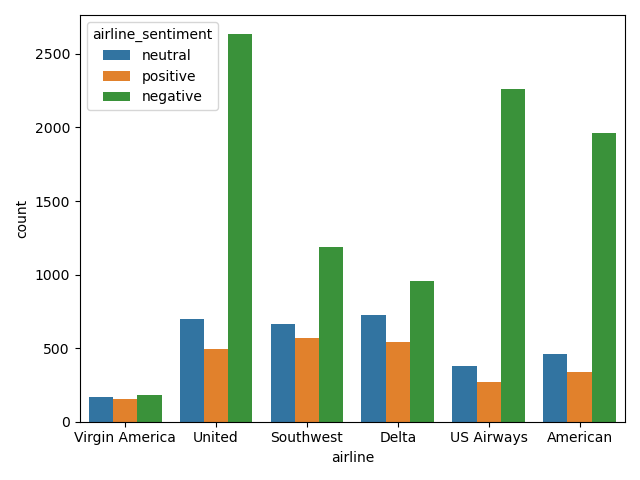 airline_sentiment
neutral
positive
negative
2500
2000
1500
1000
500
0
count
Virgin America United Southwest Delta US Airways American
airline